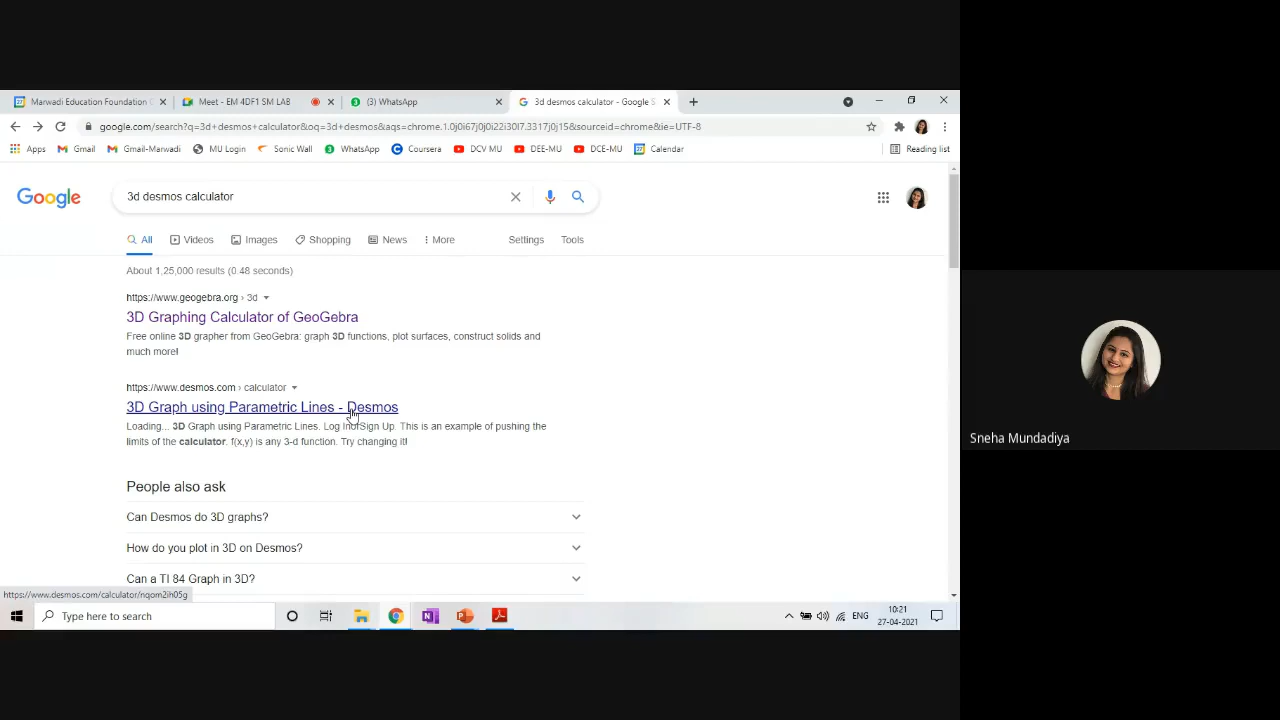 Marwadi Education Foundation C
Meet - EM 4DF1 SM LAB
(3) WhatsApp
3d desmos calculator - Google S
google.com/search?q=3d+desmos+calculator&oq=3d+desmos&aqs=chrome.1.0j0i67j0j0i22i30l7.3317j0j15&sourceid=chrome&ie=UTF-8
Apps
Gmail
Gmail-Marwadi
MU Login
Sonic Wall
WhatsApp
Coursera
DCV MU
DEE-MU
DCE-MU
Calendar
Reading list
Google
3d desmos calculator
All
Videos
Images
Shopping
News
More
Settings
Tools
About 1,25,000 results (0.48 seconds)
https://www.geogebra.org › 3d
3D Graphing Calculator of GeoGebra
Free online 3D grapher from GeoGebra: graph 3D functions, plot surfaces, construct solids and
much more!
https://www.desmos.com › calculator
3D Graph using Parametric Lines - Desmos
Loading... 3D Graph using Parametric Lines. Log InorSign Up. This is an example of pushing the
limits of the calculator. f(x,y) is any 3-d function. Try changing it!
People also ask
Can Desmos do 3D graphs?
How do you plot in 3D on Desmos?
Can a TI 84 Graph in 3D?
https://www.desmos.com/calculator/nqom2ih05g
Type here to search
ENG
10:21
27-04-2021
Sneha Mundadiya